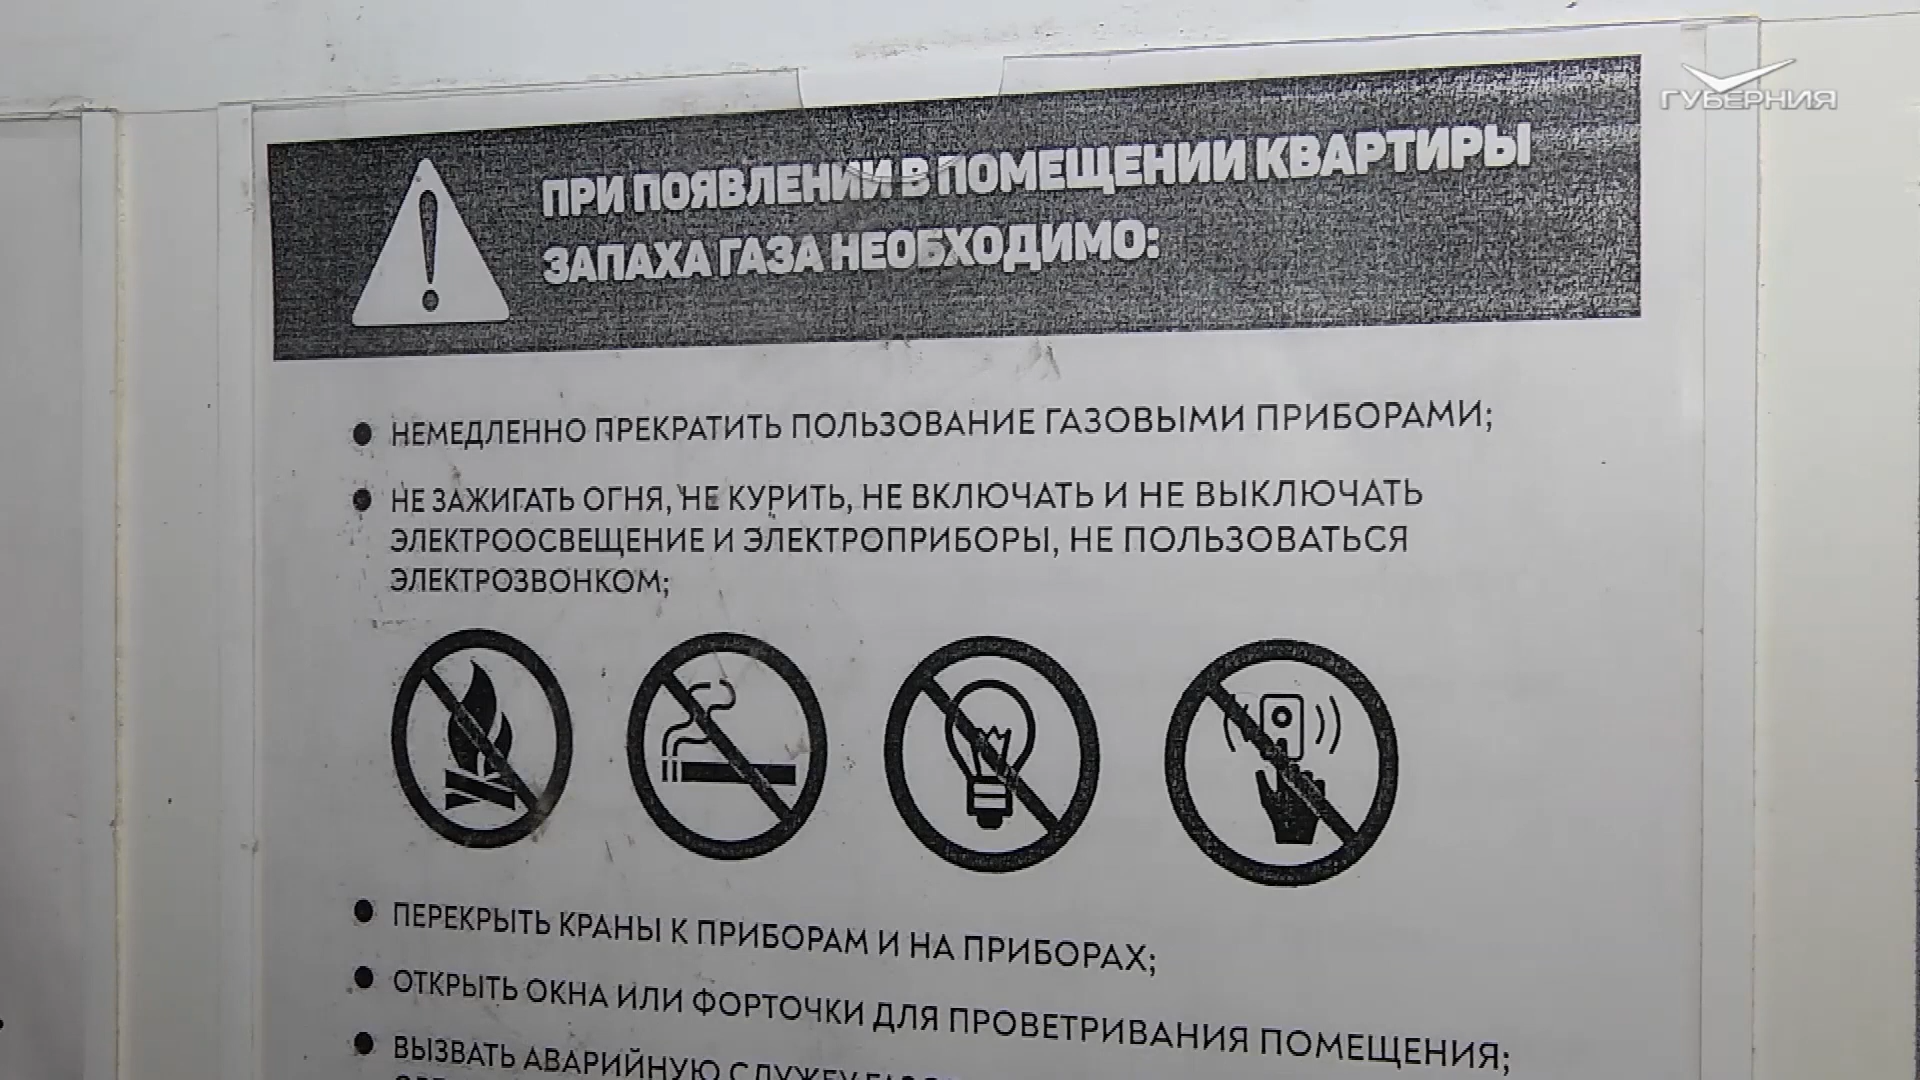 ГУБЕРНИЯ
ПРИ ПОЯВЛЕНИИ В ПОМЕЩЕНИИ КВАРТИРЫ
ЗАПАХА ГАЗА НЕОБХОДИМО:
● НЕМЕДЛЕННО ПРЕКРАТИТЬ ПОЛЬЗОВАНИЕ ГАЗОВЫМИ ПРИБОРАМИ;
● НЕ ЗАЖИГАТЬ ОГНЯ, НЕ КУРИТЬ, НЕ ВКЛЮЧАТЬ И НЕ ВЫКЛЮЧАТЬ
ЭЛЕКТРООСВЕЩЕНИЕ И ЭЛЕКТРОПРИБОРЫ, НЕ ПОЛЬЗОВАТЬСЯ
ЭЛЕКТРОЗВОНКОМ;
● ПЕРЕКРЫТЬ КРАНЫ К ПРИБОРАМ И НА ПРИБОРАХ;
● ОТКРЫТЬ ОКНА ИЛИ ФОРТОЧКИ ДЛЯ ПРОВЕТРИВАНИЯ ПОМЕЩЕНИЯ;
● ВЫЗВАТЬ АВАРИЙНУЮ СЛУЖБУ